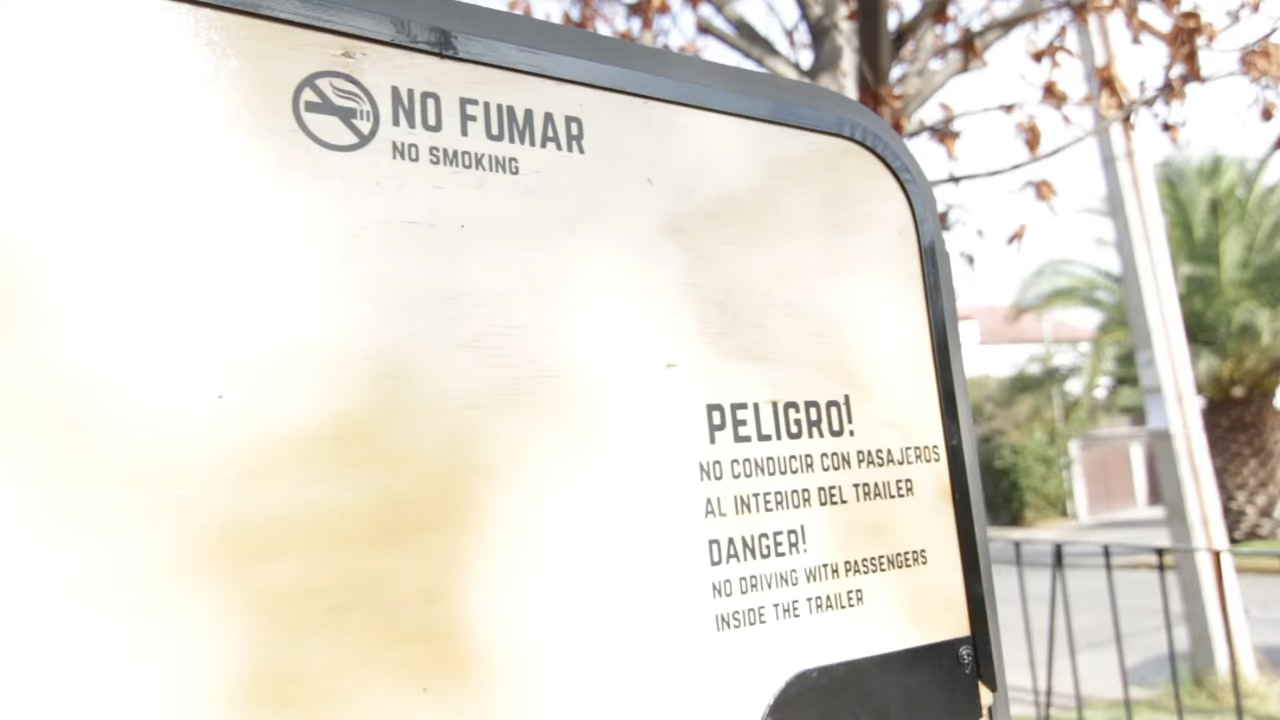 NO FUMAR
NO SMOKING
PELIGRO!
NO CONDUCIR CON PASAJEROS
AL INTERIOR DEL TRAILER
DANGER!
NO DRIVING WITH PASSENGERS
INSIDE THE TRAILER